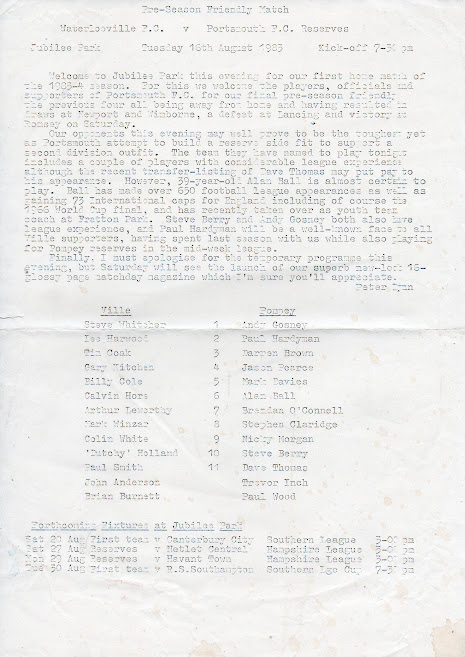 Pre-Season Friendly Match
Waterlooville F.C. v Portsmouth F.C. Reserves
Jubilee Park Tuesday 16th August 1983 Kick-off 7-30 pm
Welcome to Jubilee Park this evening for our first home match of
the 1983-4 season. For this we welcome the players, officials and
supporters of Portsmouth F.C. for our final pre-season friendly
the previous four all being away from home and having resulted in
draws at Newport and Wimborne, a defeat at Lancing and victory at
Romsey on Saturday.
Our opponents this evening may well prove to be the toughest yet
as Portsmouth attempt to build a reserve side fit to support a
second division outfit. The team they have named to play tonight
includes a couple of players with considerable league experience
although the recent transfer-listing of Dave Thomas may put pay to
his appearance. However, 39-year-old Alan Ball is almost certain to
play. Ball has made over 650 football league appearances as well as
gaining 73 International caps for England including of course the
1966 World Cup final, and has recently taken over as youth team
coach at Fratton Park. Steve Berry and Andy Gosney both also have
league experience, and Paul Hardyman will be a well-known face to all
Ville supporters, having spent last season with us while also playing
for Pompey reserves in the mid-week league.
Finally, I must apologise for the temporary programme this
evening, but Saturday will see the launch of our superb new-look 16-
glossy page matchday magazine which I'm sure you'll appreciate.
Peter Lynn
Ville Pompey
Steve Whitcher 1 Andy Gosney
Leo Harwood 2 Paul Hardyman
Tim Cook 3 Darren Brown
Gary Hitchen 4 Jason Pearce
Billy Cole 5 Mark Davies
Calvin Hore 6 Alan Ball
Arthur Leworthy 7 Brendan O'Connell
Mark Winzar 8 Stephen Claridge
Colin White 9 Nicky Morgan
'Dutchy' Holland 10 Steve Berry
Paul Smith 11 Dave Thomas
John Anderson Trevor Inch
Brian Burnett Paul Wood
Forthcoming Fixtures at Jubilee Park
Sat 20 Aug First team v Canterbury City Southern League 3-00 pm
Sat 27 Aug Reserves v Netley Central Hampshire League 3-00 pm
Mon 29 Aug Reserves v Havant Town Hampshire League 3-00 pm
Tue 30 Aug First team v R.S.Southampton Southern Lge Cup 7-30 pm